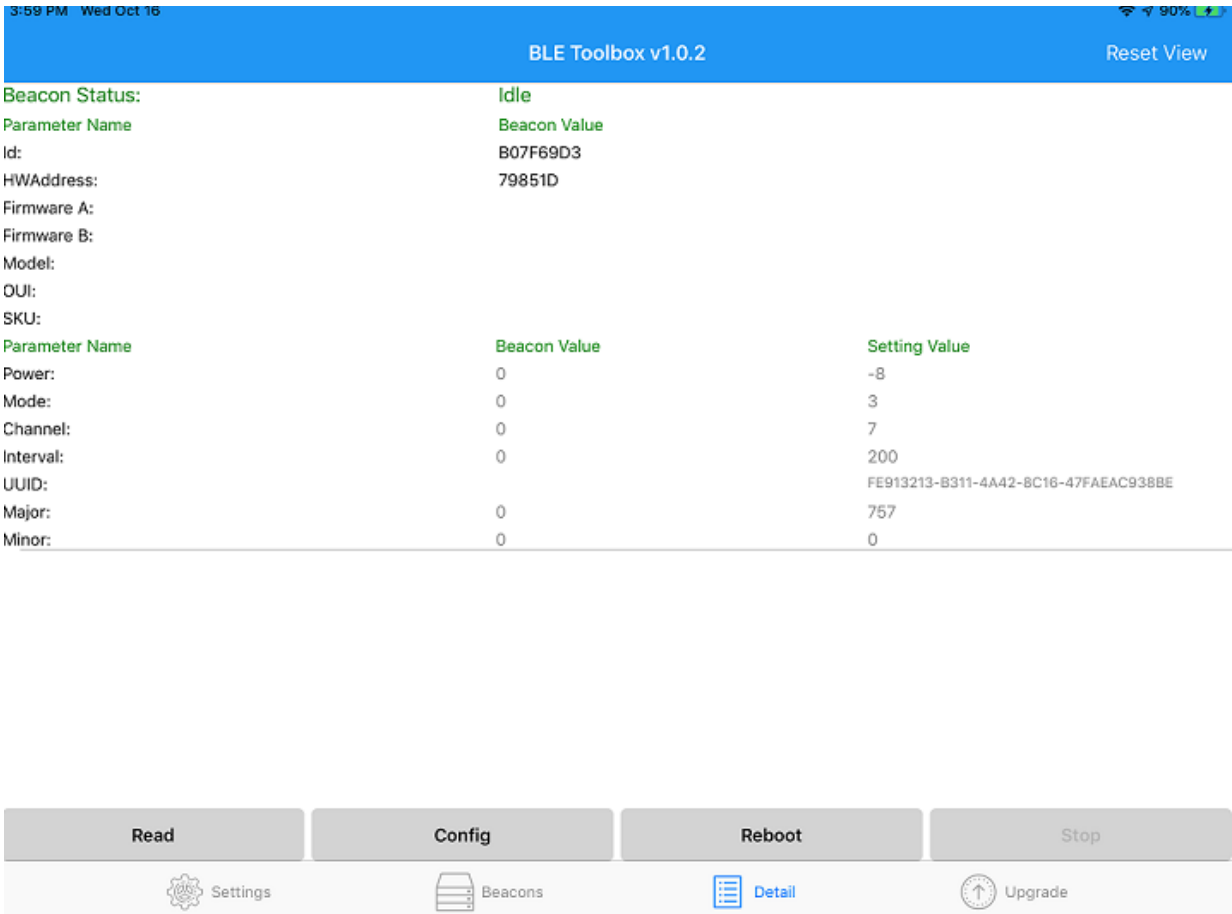 3:59 PM Wed Oct 16 90%
BLE Toolbox v1.0.2 Reset View
Beacon Status: Idle
Parameter Name Beacon Value
Id: B07F69D3
HWAddress: 79851D
Firmware A:
Firmware B:
Model:
OUI:
SKU:
Parameter Name Beacon Value Setting Value
Power: 0 -8
Mode: 0 3
Channel: 0 7
Interval: 0 200
UUID: FE913213-B311-4A42-8C16-47FAEAC938BE
Major: 0 757
Minor: 0 0
Read Config Reboot Stop
Settings Beacons Detail Upgrade